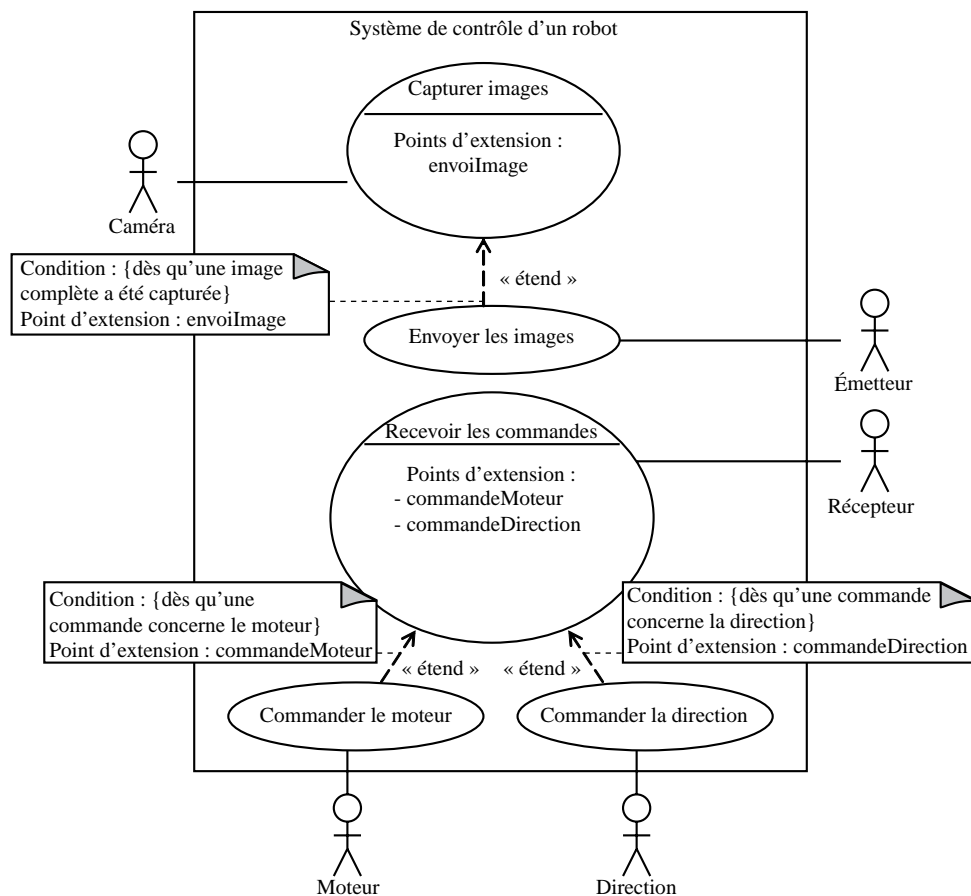 Système de contrôle d’un robot
Capturer images
Points d’extension :
envoiImage
Caméra
Condition : {dès qu’une image
complète a été capturée}
Point d’extension : envoiImage
« étend »
Envoyer les images
Émetteur
Recevoir les commandes
Points d’extension :
- commandeMoteur
- commandeDirection
Récepteur
Condition : {dès qu’une
commande concerne le moteur}
Point d’extension : commandeMoteur
Condition : {dès qu’une commande
concerne la direction}
Point d’extension : commandeDirection
« étend »
« étend »
Commander le moteur
Commander la direction
Moteur
Direction